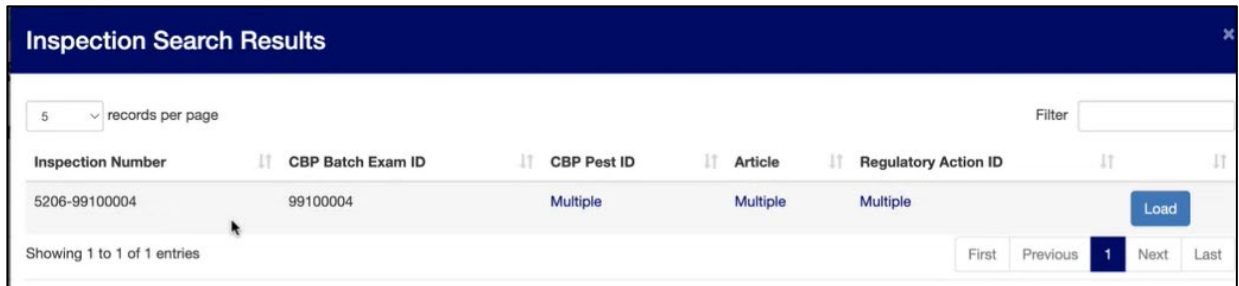 Inspection Search Results ×
5 records per page Filter
Inspection Number CBP Batch Exam ID CBP Pest ID Article Regulatory Action ID
5206-99100004 99100004 Multiple Multiple Multiple Load
Showing 1 to 1 of 1 entries First Previous 1 Next Last